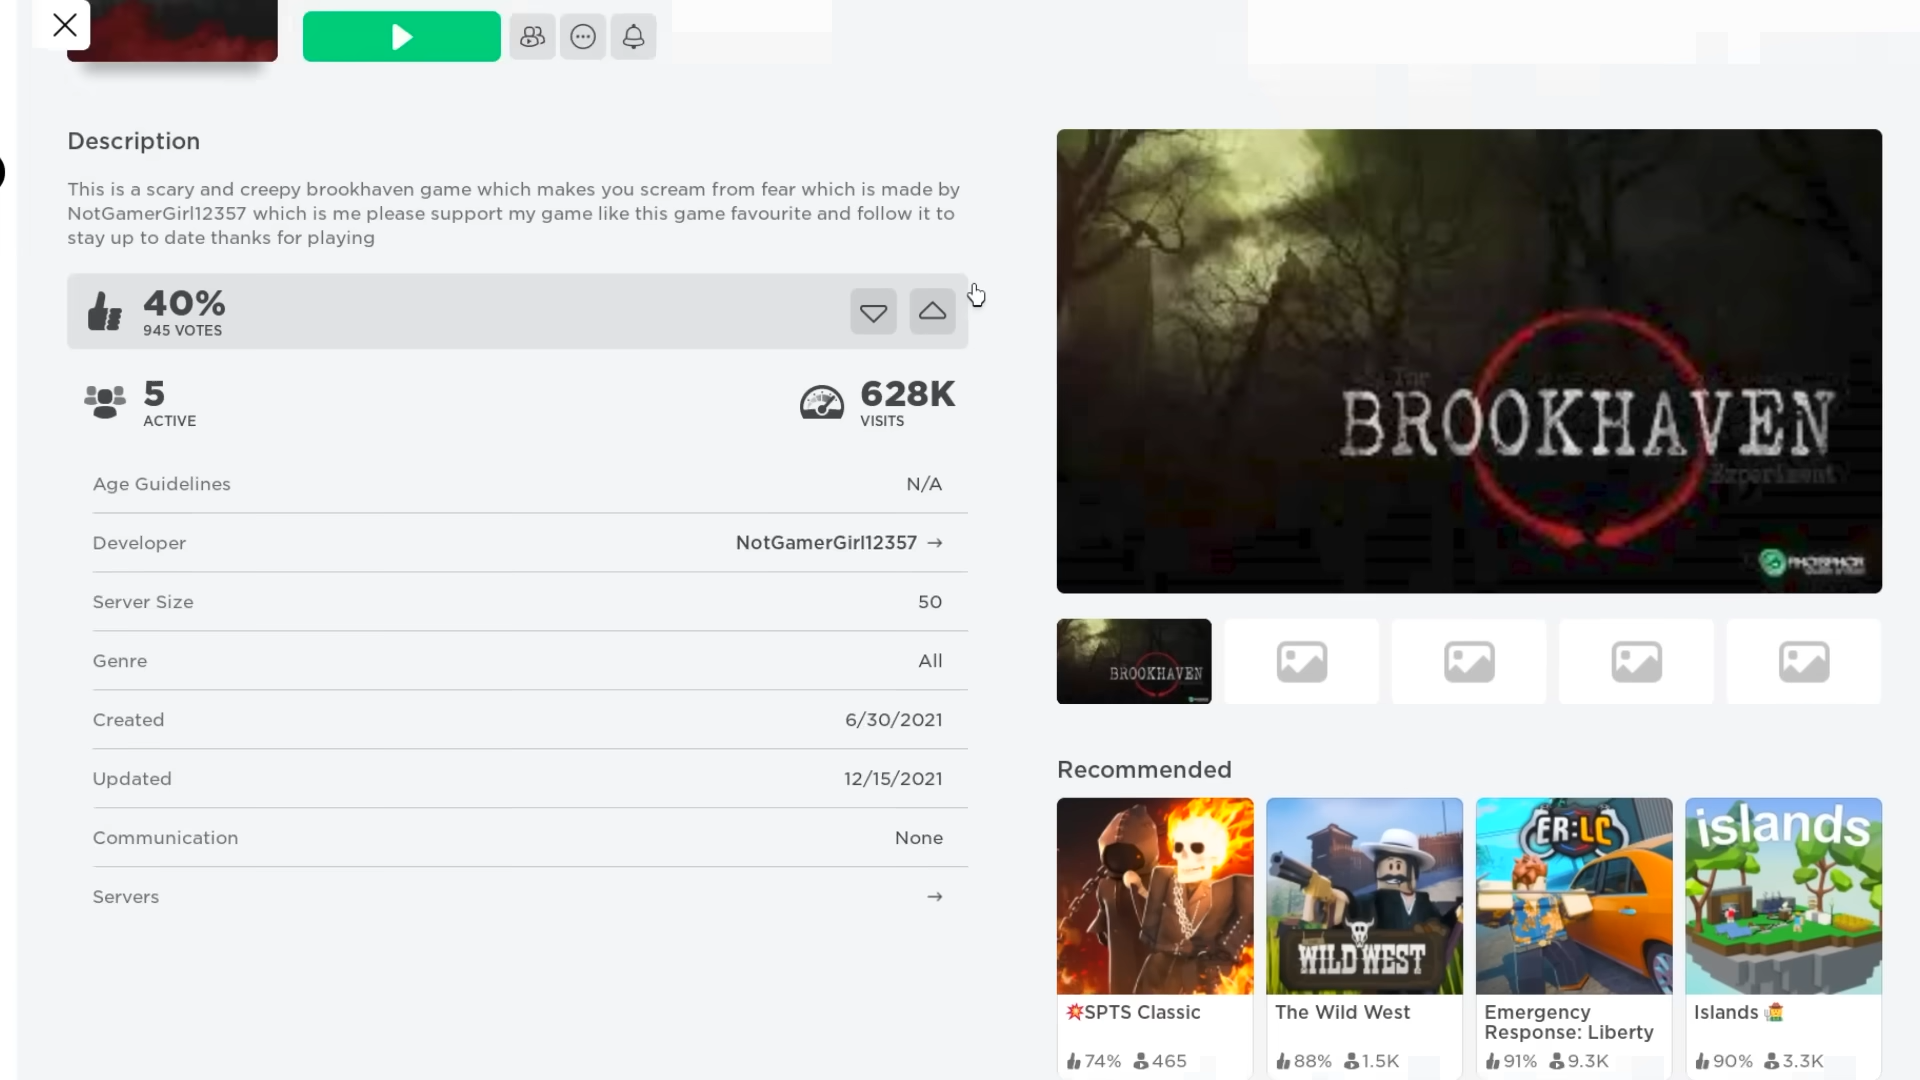 Description
This is a scary and creepy brookhaven game which makes you scream from fear which is made by
NotGamerGirl12357 which is me please support my game like this game favourite and follow it to
stay up to date thanks for playing
40%
945 VOTES
5
ACTIVE
628K
VISITS
Age Guidelines N/A
Developer NotGamerGirl12357 →
Server Size 50
Genre All
Created 6/30/2021
Updated 12/15/2021
Communication None
Servers →
BROOKHAVEN
Experiment
PHOSPHOR
BROOKHAVEN
Recommended
ER:LC
islands
WILD WEST
💥SPTS Classic
74% 465
The Wild West
88% 1.5K
Emergency
Response: Liberty
91% 9.3K
Islands
90% 3.3K